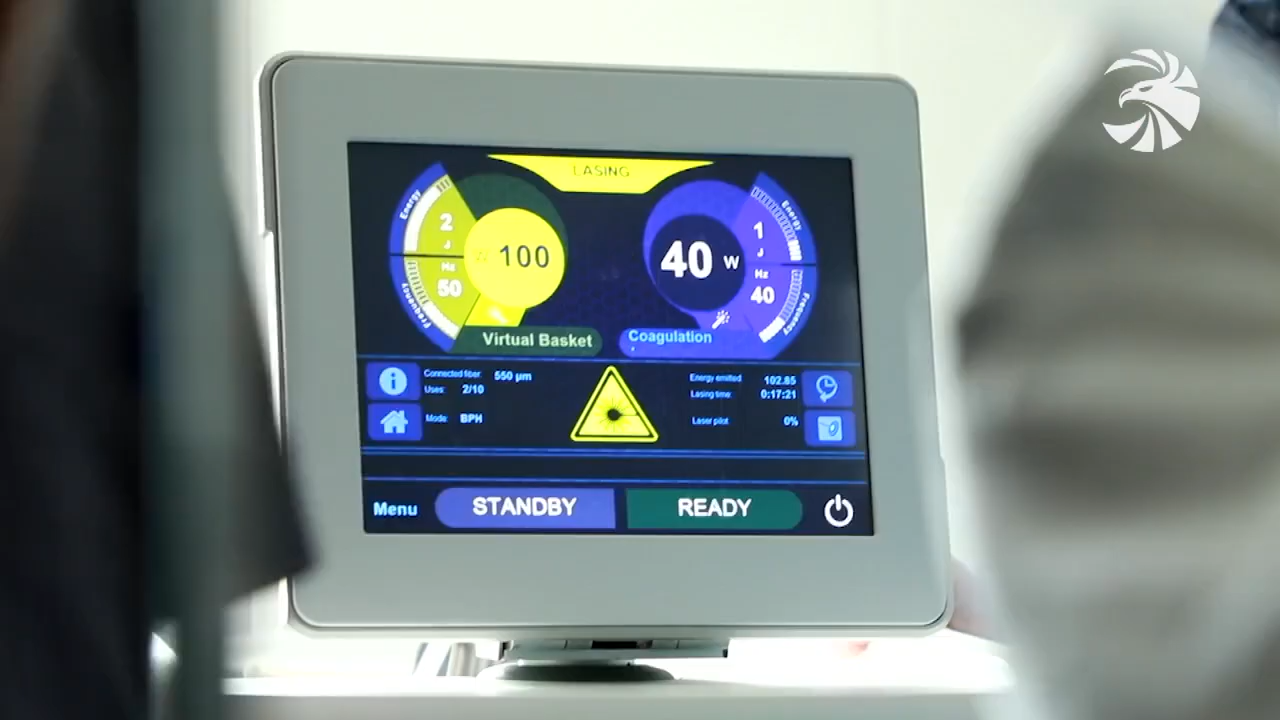 LASING
Energy
2
J
Hz
50
Frequency
W 100
40 W
Energy
1
J
Hz
40
Frequency
Virtual Basket
Coagulation
Connected fiber: 550 µm
Uses: 2/10
Mode: BPH
Energy emitted: 102.85
Lasing time: 0:17:21
Laser pilot: 0%
Menu
STANDBY
READY